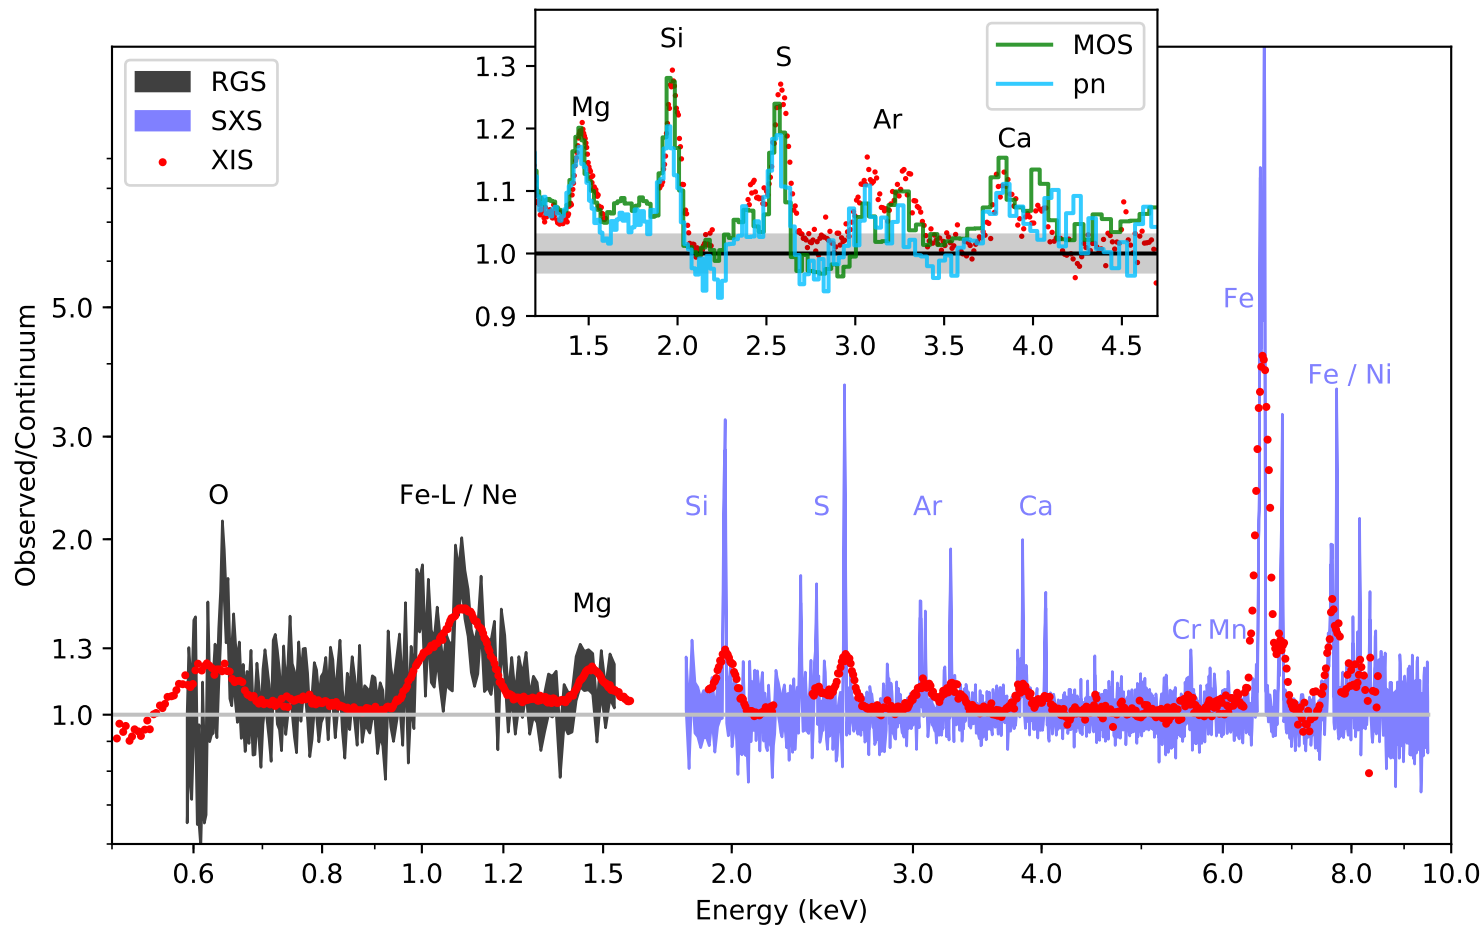 RGS
SXS
XIS
MOS
pn
Mg
Si
S
Ar
Ca
1.3
1.2
1.1
1.0
0.9
1.5
2.0
2.5
3.0
3.5
4.0
4.5
Observed/Continuum
5.0
3.0
2.0
1.3
1.0
O
Fe-L / Ne
Mg
Si
S
Ar
Ca
Cr Mn
Fe
Fe / Ni
0.6
0.8
1.0
1.2
1.5
2.0
3.0
4.0
6.0
8.0
10.0
Energy (keV)